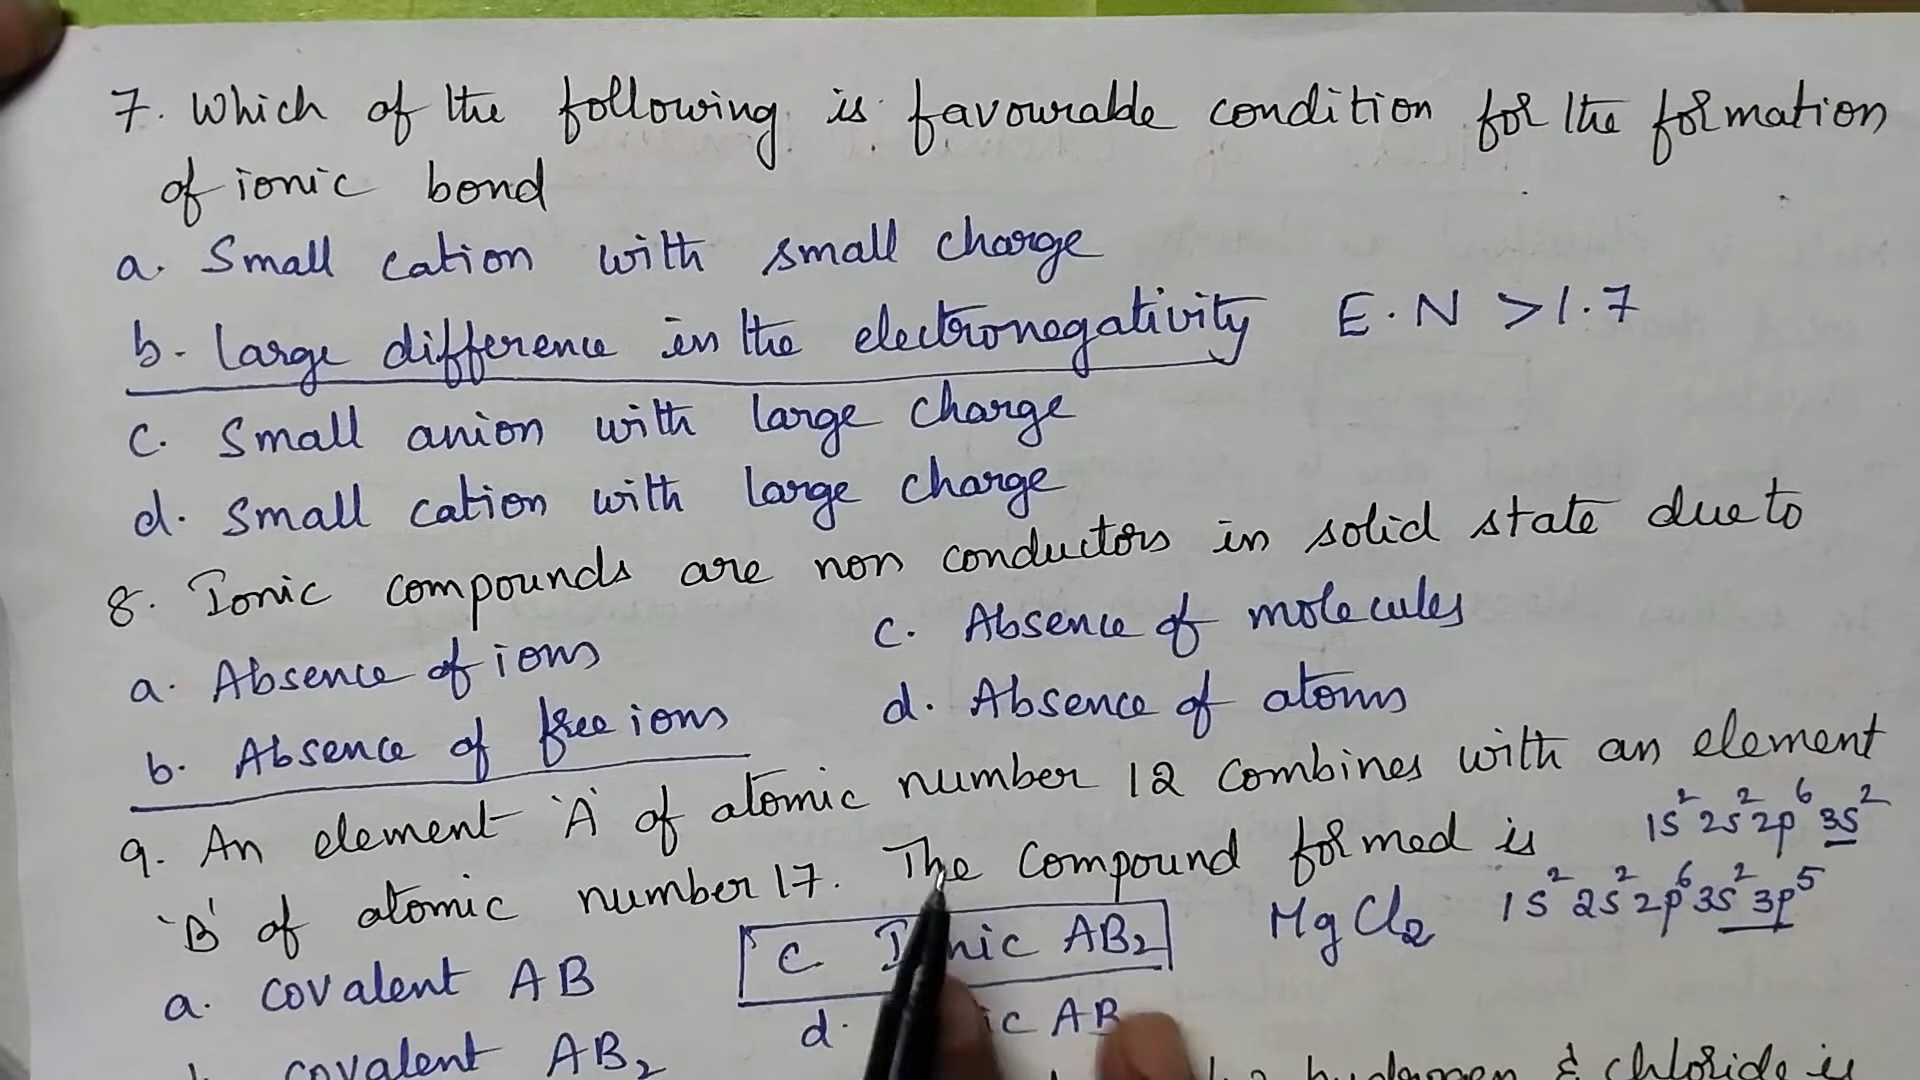 7. Which of the following is favourable condition for the formation
of ionic bond
a. Small cation with small charge
b. Large difference in the electronegativity E.N >1.7
c. Small anion with large charge
d. Small cation with large charge
8. Ionic compounds are non conductors in solid state due to
a. Absence of ions
c. Absence of molecules
b. Absence of free ions
d. Absence of atoms
9. An element 'A' of atomic number 12 combines with an element
'B' of atomic number 17. The compound formed is
1s² 2s² 2p⁶ 3s²
MgCl₂ 1s² 2s² 2p⁶ 3s² 3p⁵
a. covalent AB
c. Ionic AB₂
covalent AB₂
d. AB
hydrogen & chloride is